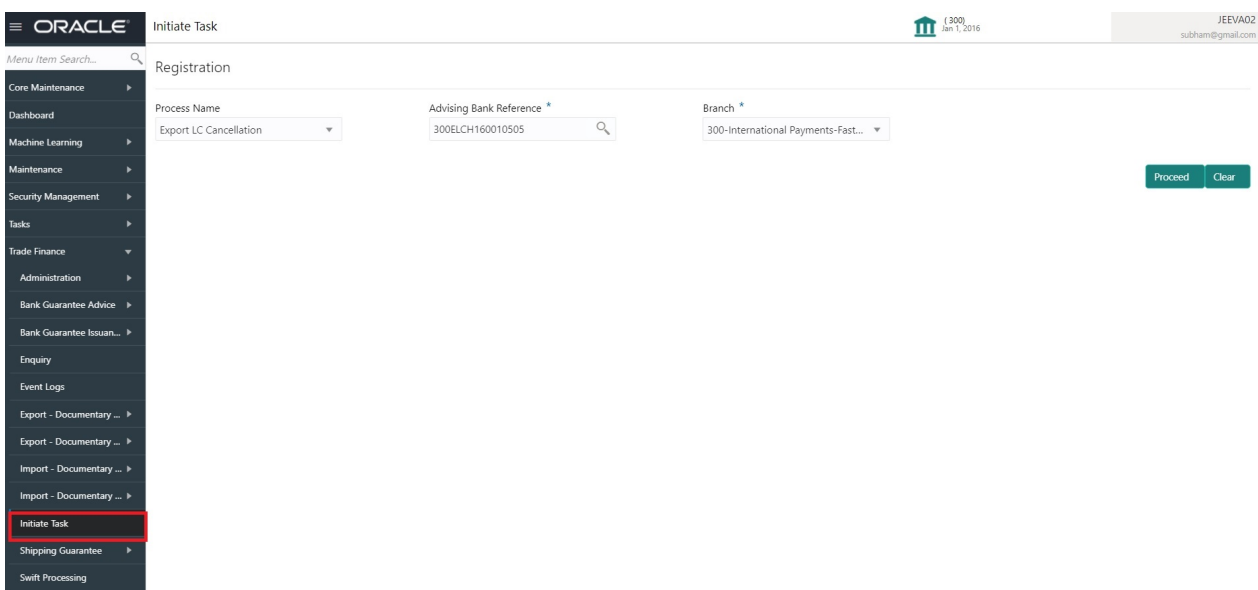 ORACLE
Initiate Task
( 300)
Jan 1, 2016
JEEVA02
subham@gmail.com
Menu Item Search...
Core Maintenance
Dashboard
Machine Learning
Maintenance
Security Management
Tasks
Trade Finance
Administration
Bank Guarantee Advice
Bank Guarantee Issuan...
Enquiry
Event Logs
Export - Documentary ...
Export - Documentary ...
Import - Documentary ...
Import - Documentary ...
Initiate Task
Shipping Guarantee
Swift Processing
Registration
Process Name
Advising Bank Reference *
Branch *
Export LC Cancellation
300ELCH160010505
300-International Payments-Fast...
Proceed
Clear